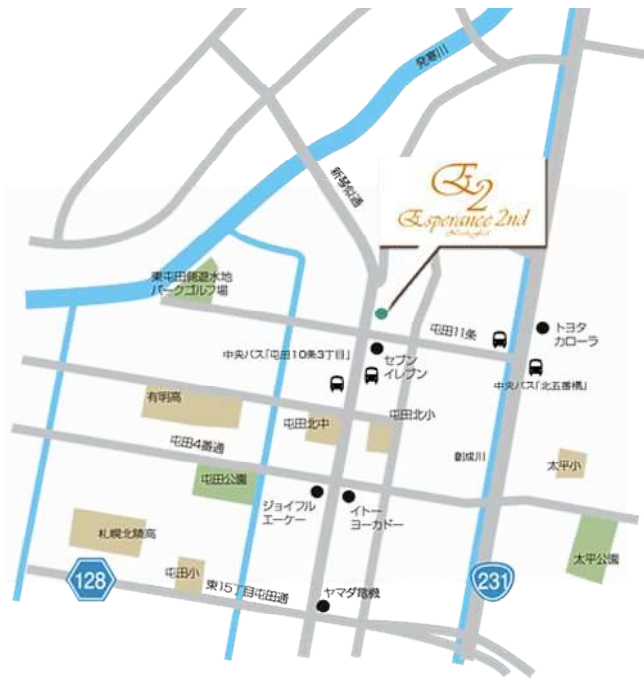 発寒川
新琴似通
E2
Esperance 2nd
東屯田側遊水地
パークゴルフ場
屯田11条
トヨタ
カローラ
中央バス「屯田10条3丁目」
セブン
イレブン
中央バス「北五番橋」
有明高
屯田北中
屯田北小
屯田4番通
創成川
太平小
屯田公園
ジョイフル
エーケー
イトー
ヨーカドー
札幌北陵高
太平公園
128
屯田小
東15丁目屯田通
ヤマダ電機
231